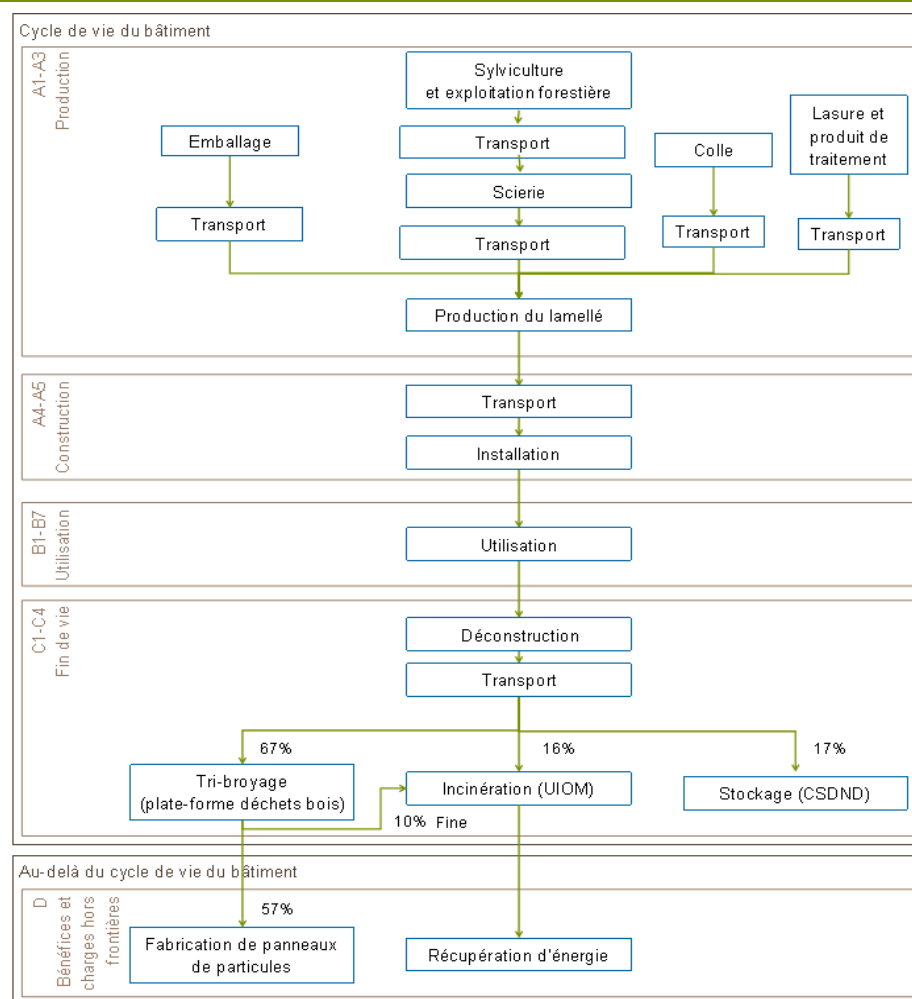 Cycle de vie du bâtiment
A1-A3
Production
Sylviculture
et exploitation forestière
Transport
Scierie
Transport
Emballage
Transport
Colle
Transport
Lasure et
produit de
traitement
Transport
Production du lamellé
A4-A5
Construction
Transport
Installation
B1-B7
Utilisation
Utilisation
C1-C4
Fin de vie
Déconstruction
Transport
67%
16%
17%
Tri-broyage
(plate-forme déchets bois)
Incinération (UIOM)
Stockage (CSDND)
10% Fine
Au-delà du cycle de vie du bâtiment
D
Bénéfices et
charges hors
frontières
57%
Fabrication de panneaux
de particules
Récupération d'énergie